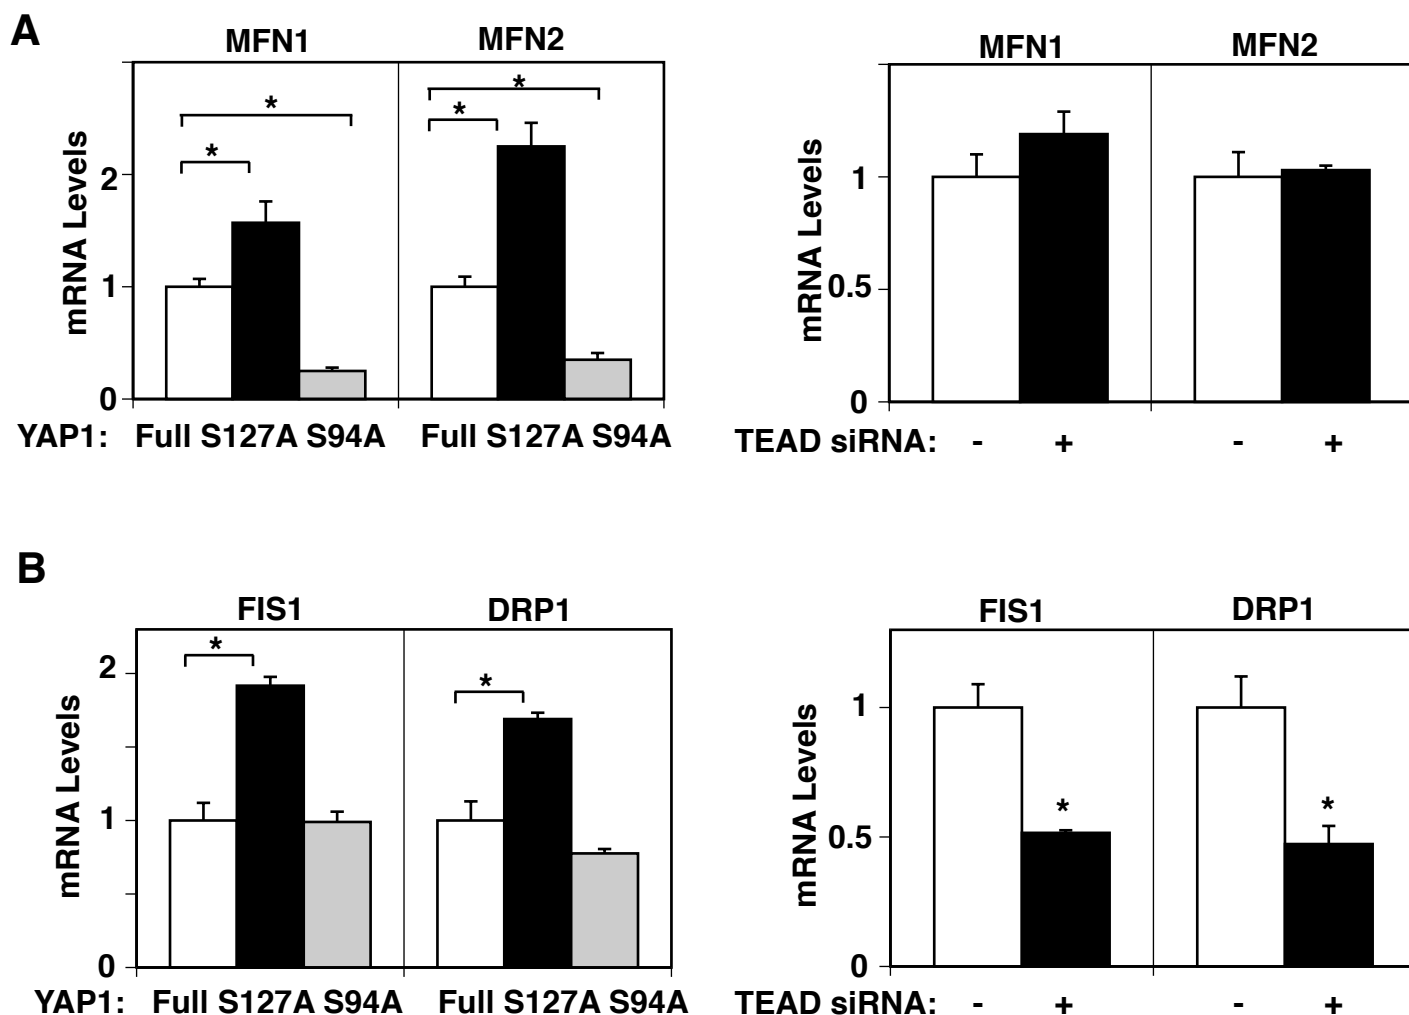 A
MFN1 MFN2
* * * *
mRNA Levels
2
1
0
YAP1: Full S127A S94A Full S127A S94A
MFN1 MFN2
mRNA Levels
1
0.5
0
TEAD siRNA: - + - +
B
FIS1 DRP1
* *
mRNA Levels
2
1
0
YAP1: Full S127A S94A Full S127A S94A
FIS1 DRP1
mRNA Levels
1
0.5
0
* *
TEAD siRNA: - + - +